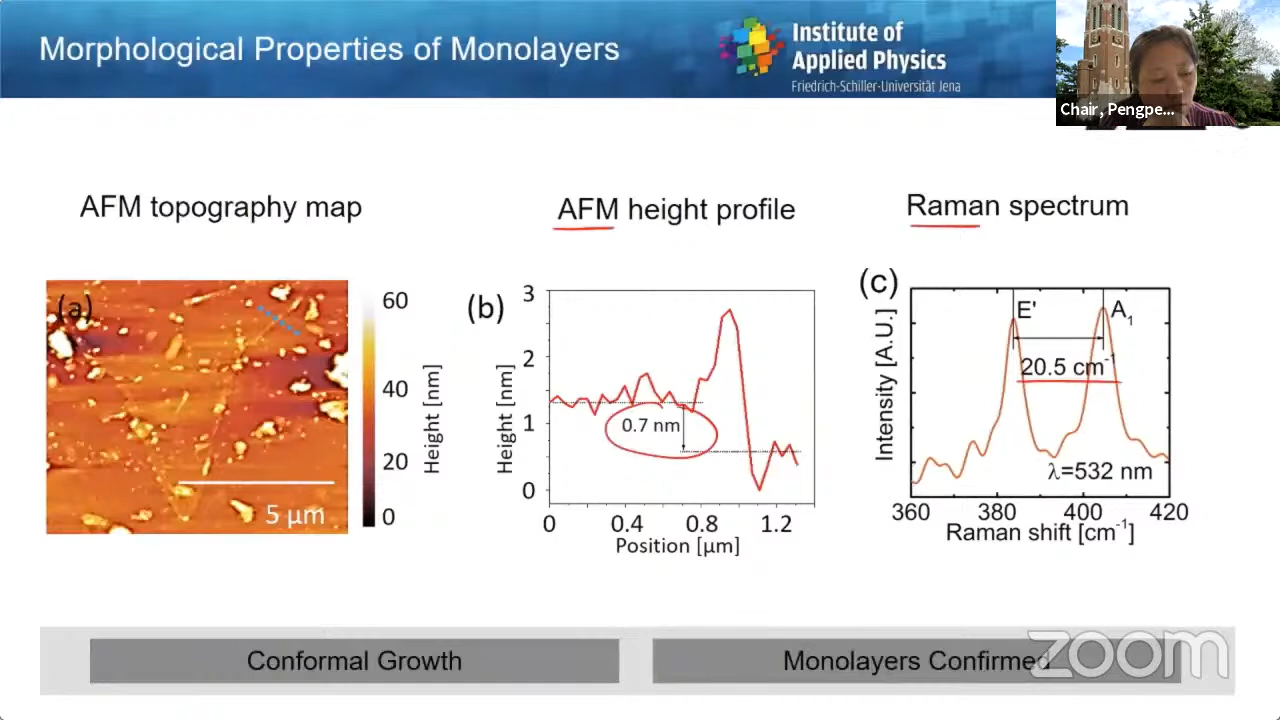 Morphological Properties of Monolayers
Institute of
Applied Physics
Friedrich-Schiller-Universität Jena
Chair, Pengpe...
AFM topography map
AFM height profile
Raman spectrum
(a)
5 µm
60
40
20
0
Height [nm]
(b)
3
2
1
0
Height [nm]
0.7 nm
0 0.4 0.8 1.2
Position [µm]
(c)
Intensity [A.U.]
E' A₁
20.5 cm⁻¹
λ=532 nm
360 380 400 420
Raman shift [cm⁻¹]
Conformal Growth
Monolayers Confirmed
zoom